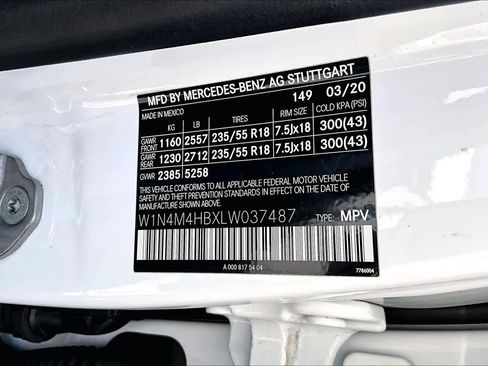 MFD BY MERCEDES-BENZ AG STUTTGART
MADE IN MEXICO 149 03/20
KG LB TIRES RIM SIZE COLD KPA (PSI)
GAWR FRONT 1160 2557 235/55 R18 7.5Jx18 300(43)
GAWR REAR 1230 2712 235/55 R18 7.5Jx18 300(43)
GVWR 2385 5258
THIS VEHICLE CONFORMS TO ALL APPLICABLE FEDERAL MOTOR VEHICLE
SAFETY AND THEFT PREVENTION STANDARDS IN EFFECT ON THE DATE OF
MANUFACTURE SHOWN ABOVE.
W1N4M4HBXLW037487 TYPE: MPV
A 000 817 54 04 7786004